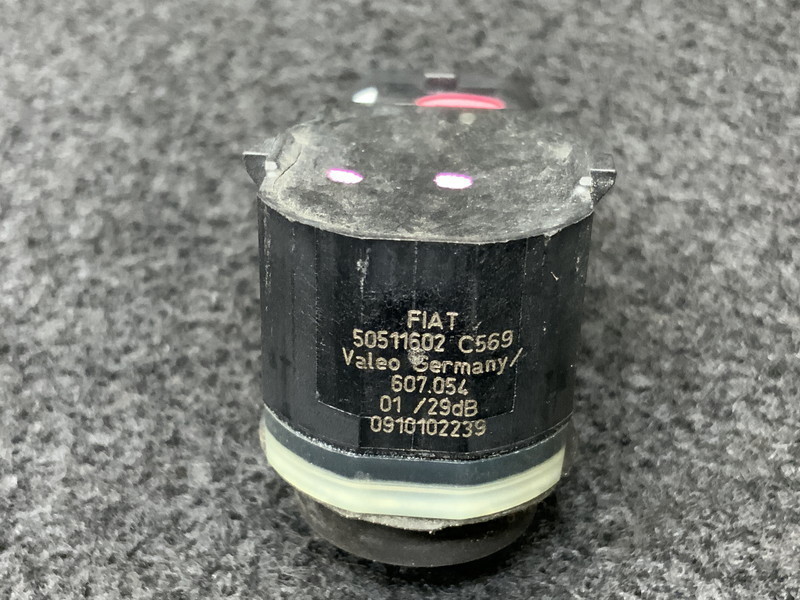 FIAT
50511602 C569
Valeo Germany/
607.054
01 /29dB
0910102239